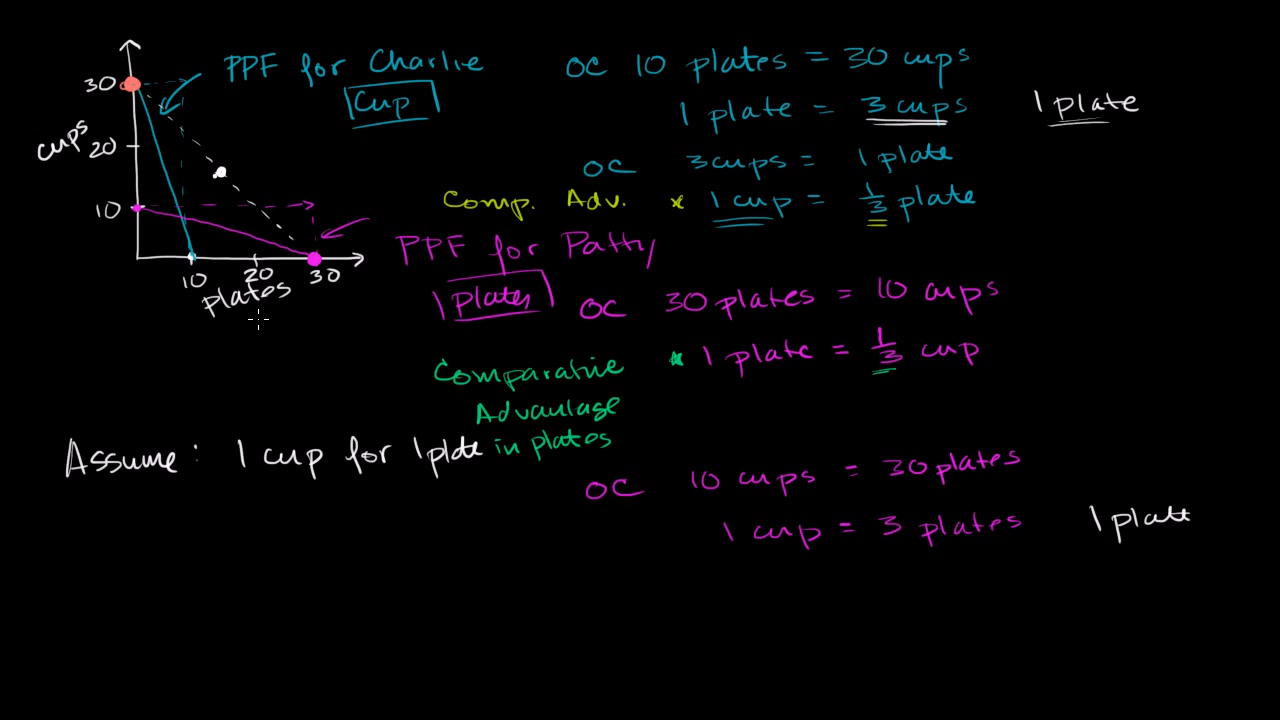 30
cups
20
10
10
20
30
plates
PPF for Charlie
Cup
OC 10 plates = 30 cups
1 plate = 3 cups 1 plate
OC 3 cups = 1 plate
Comp. Adv. * 1 cup = 1/3 plate
PPF for Patty
plates
OC 30 plates = 10 cups
* 1 plate = 1/3 cup
Comparative
Advantage
in plates
Assume: 1 cup for 1 plate
OC 10 cups = 30 plates
1 cup = 3 plates 1 plate